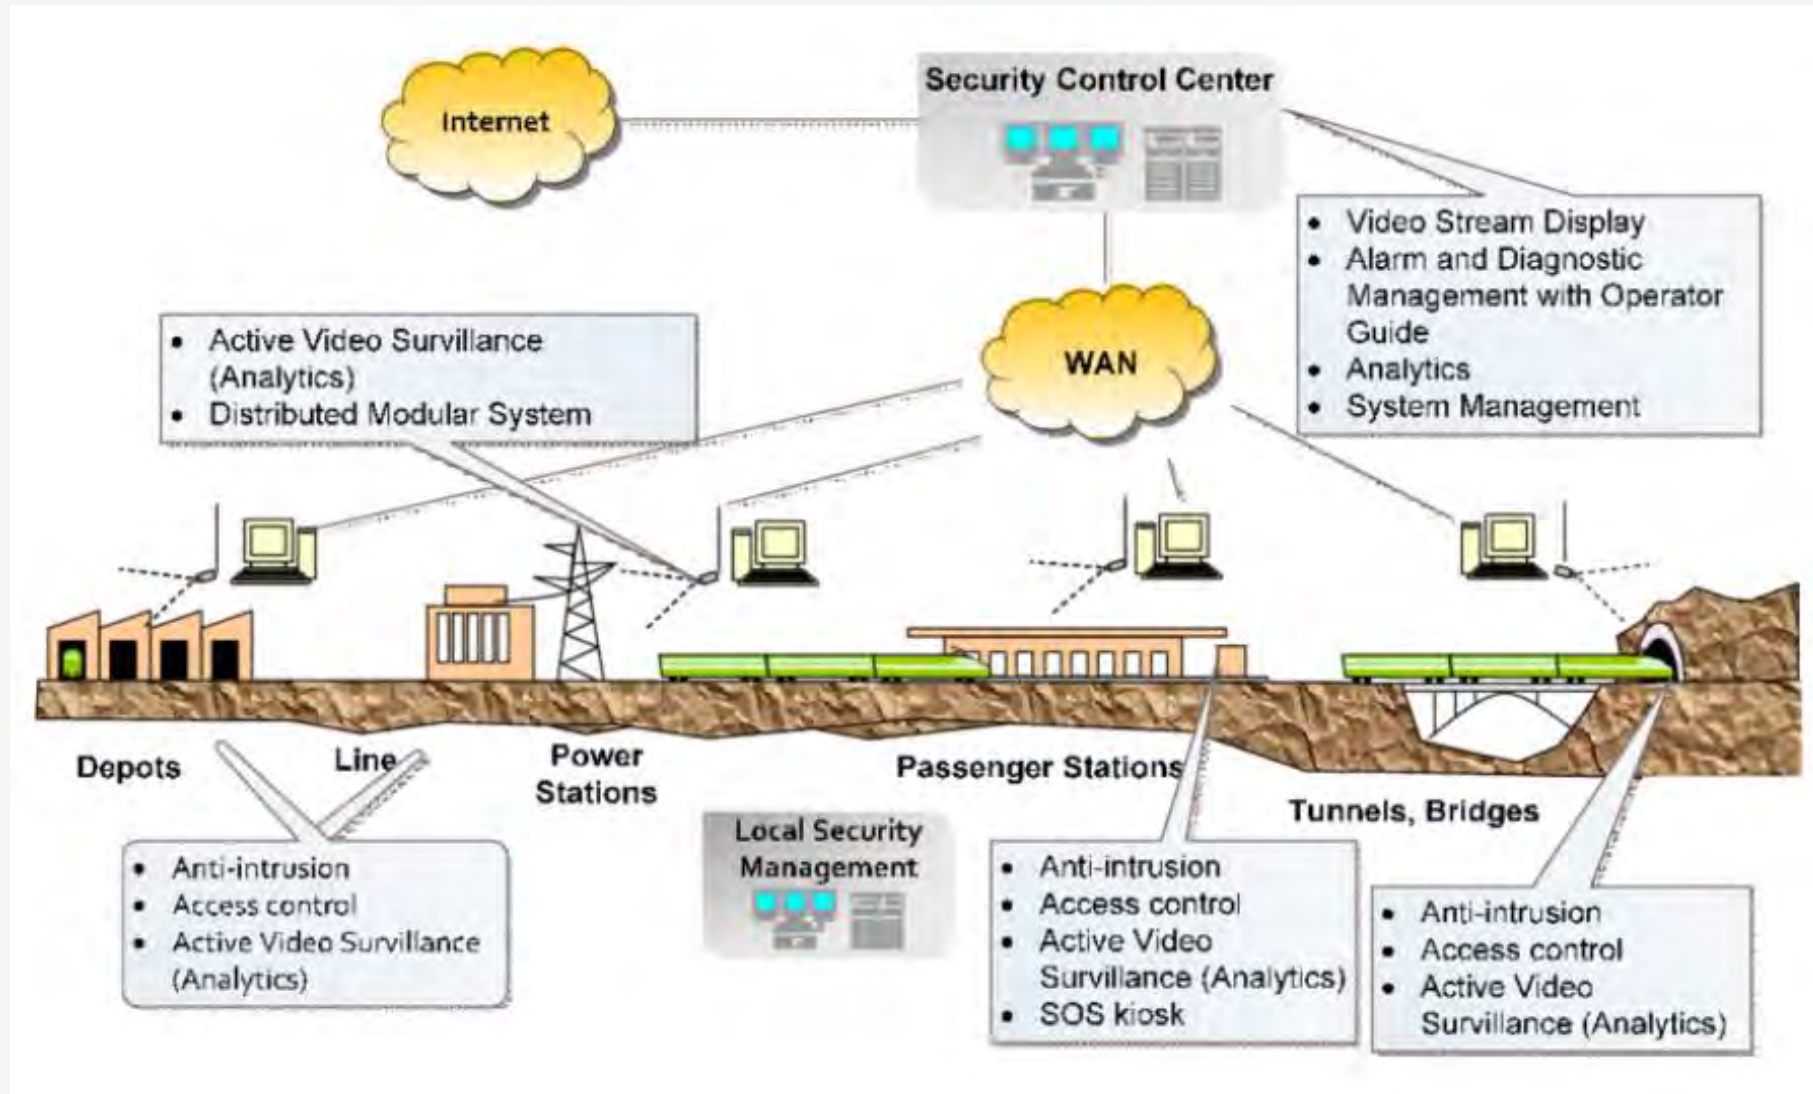 Security Control Center
Internet
• Video Stream Display
• Alarm and Diagnostic
Management with Operator
Guide
• Analytics
• System Management
• Active Video Survillance
(Analytics)
• Distributed Modular System
WAN
Depots
Line
Power
Stations
Passenger Stations
Tunnels, Bridges
• Anti-intrusion
• Access control
• Active Video Survillance
(Analytics)
Local Security
Management
• Anti-intrusion
• Access control
• Active Video
Survillance (Analytics)
• SOS kiosk
• Anti-intrusion
• Access control
• Active Video
Survillance (Analytics)